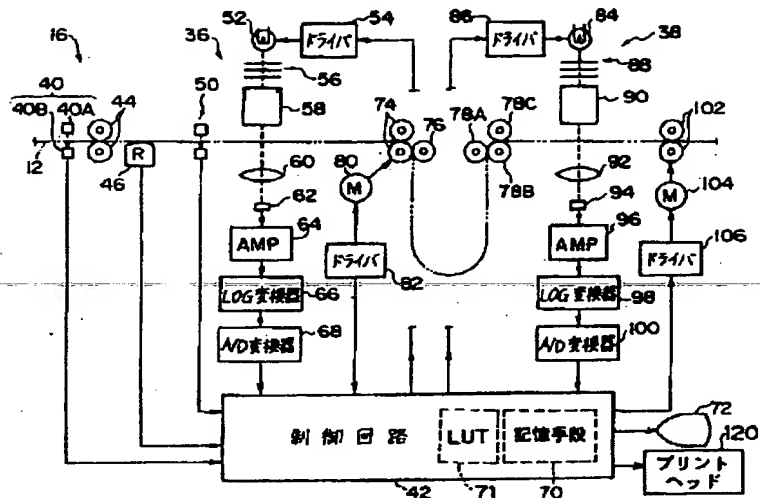 16
40
40B 40A
44
12
R
46
50
36
52
ドライバ
54
56
58
60
62
AMP
64
LOG変換器
66
A/D変換器
68
74
76
80
M
ドライバ
82
78A
78C
78B
86
ドライバ
84
38
88
90
92
94
AMP
96
LOG変換器
98
A/D変換器
100
102
104
M
ドライバ
106
制御回路
LUT
記憶手段
42
71
70
72
120
プリント
ヘッド